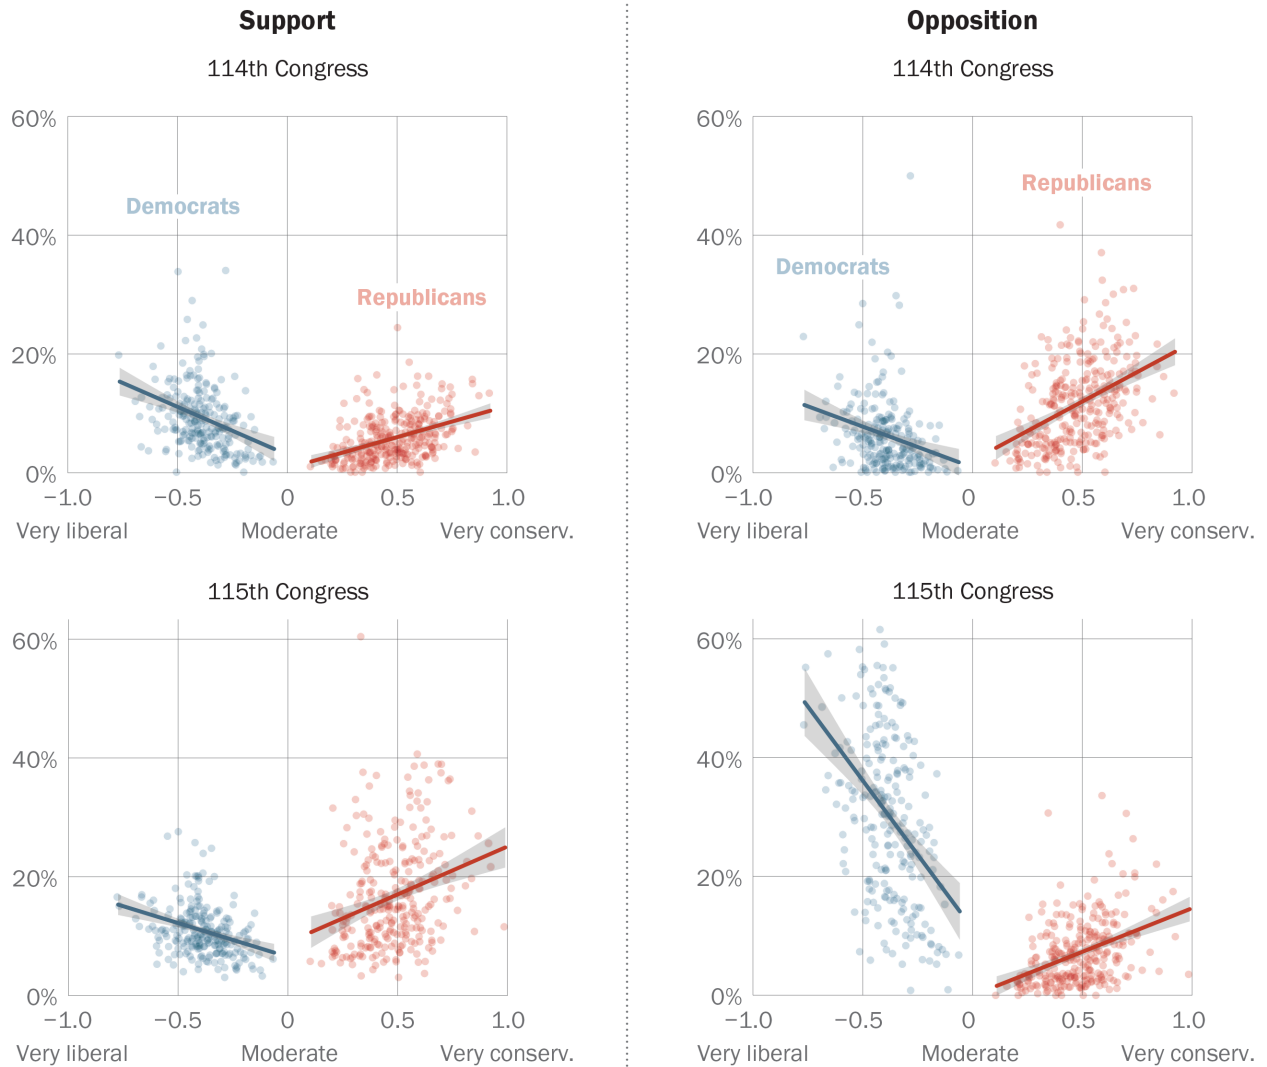 Support
Opposition
114th Congress
114th Congress
60%
40%
20%
0%
Democrats
Republicans
−1.0 −0.5 0 0.5 1.0
Very liberal Moderate Very conserv.
60%
40%
20%
0%
Republicans
Democrats
−1.0 −0.5 0 0.5 1.0
Very liberal Moderate Very conserv.
115th Congress
115th Congress
60%
40%
20%
0%
−1.0 −0.5 0 0.5 1.0
Very liberal Moderate Very conserv.
60%
40%
20%
0%
−1.0 −0.5 0 0.5 1.0
Very liberal Moderate Very conserv.